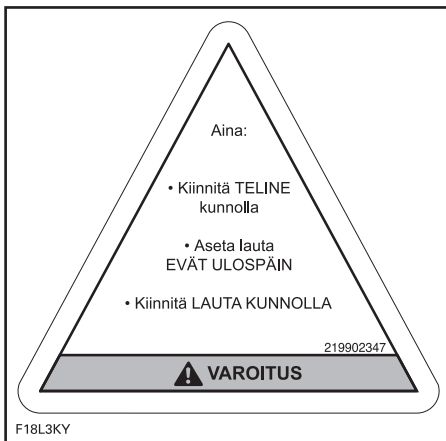 Aina:
• Kiinnitä TELINE
kunnolla
• Aseta lauta
EVÄT ULOSPÄIN
• Kiinnitä LAUTA KUNNOLLA
219902347
VAROITUS
F18L3KY